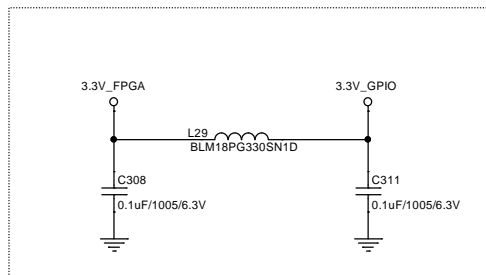 3.3V_FPGA
3.3V_GPIO
L29
BLM18PG330SN1D
C308
0.1uF/1005/6.3V
C311
0.1uF/1005/6.3V